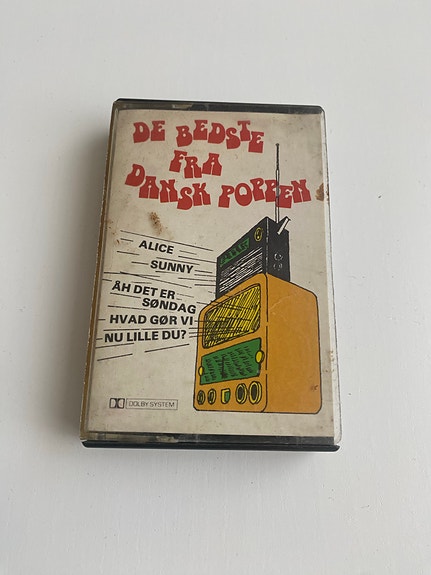 DE BEDSTE
FRA
DANSK POPPEN
ALICE
SUNNY
ÅH DET ER
SØNDAG
HVAD GØR VI
NU LILLE DU?
DOLBY SYSTEM